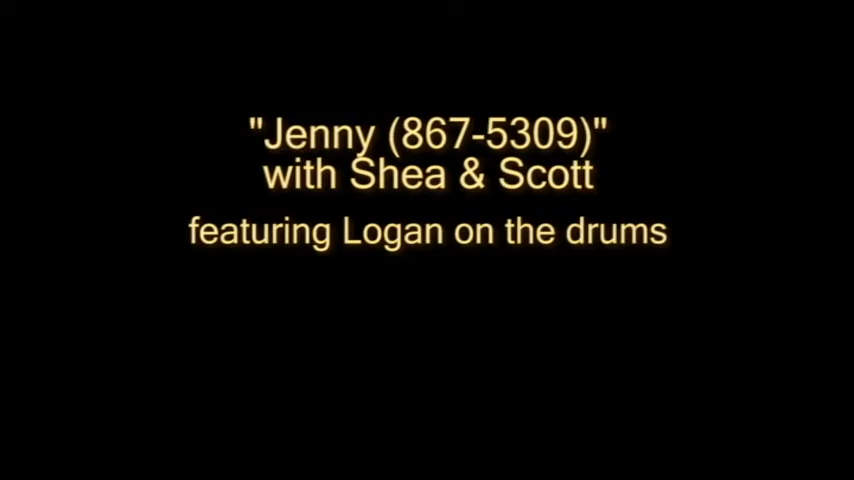 "Jenny (867-5309)"
with Shea & Scott
featuring Logan on the drums